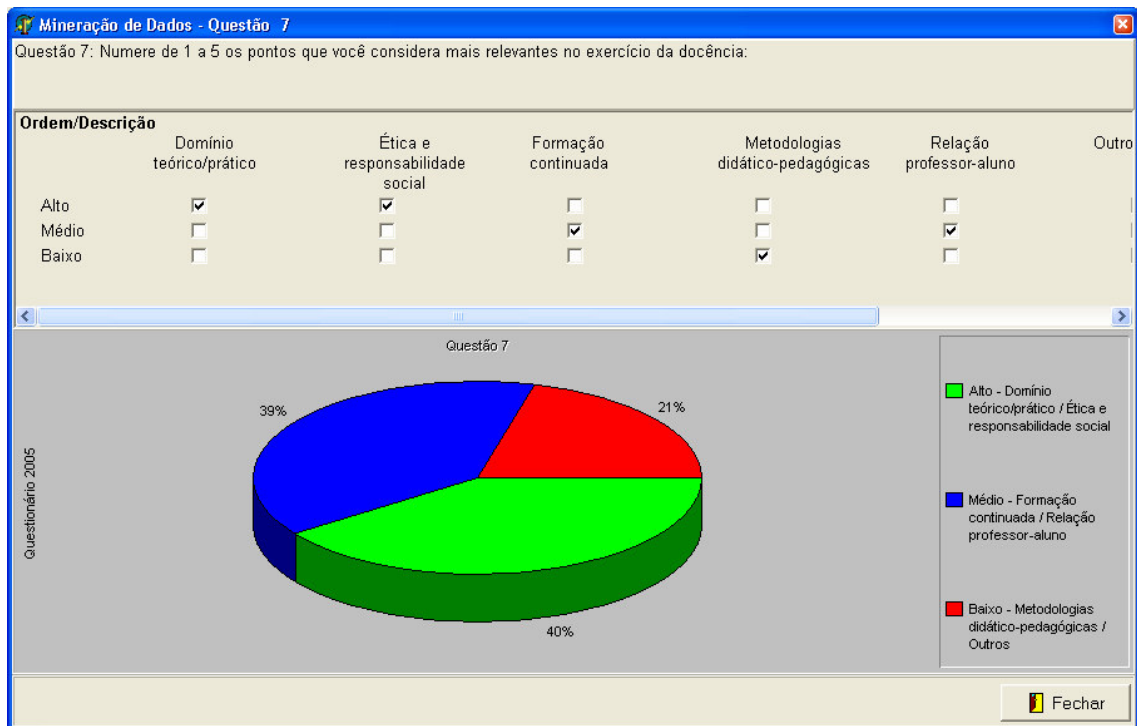 Mineração de Dados - Questão 7
Questão 7: Numere de 1 a 5 os pontos que você considera mais relevantes no exercício da docência:
Ordem/Descrição
Domínio
teórico/prático
Ética e
responsabilidade
social
Formação
continuada
Metodologias
didático-pedagógicas
Relação
professor-aluno
Outro
Alto
Médio
Baixo
Questão 7
39%
21%
40%
Questionário 2005
Alto - Domínio
teórico/prático / Ética e
responsabilidade social
Médio - Formação
continuada / Relação
professor-aluno
Baixo - Metodologias
didático-pedagógicas /
Outros
Fechar